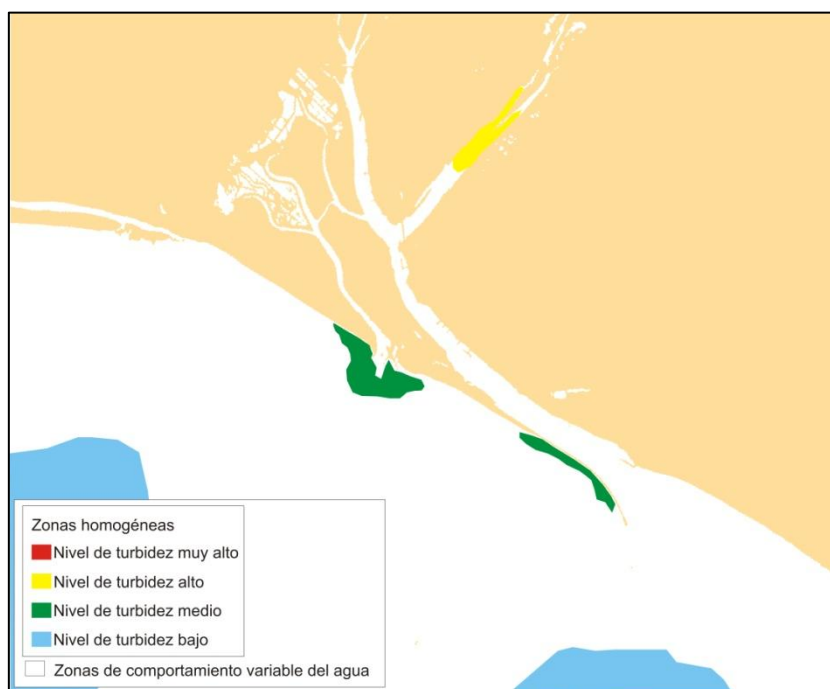 Zonas homogéneas
Nivel de turbidez muy alto
Nivel de turbidez alto
Nivel de turbidez medio
Nivel de turbidez bajo
Zonas de comportamiento variable del agua